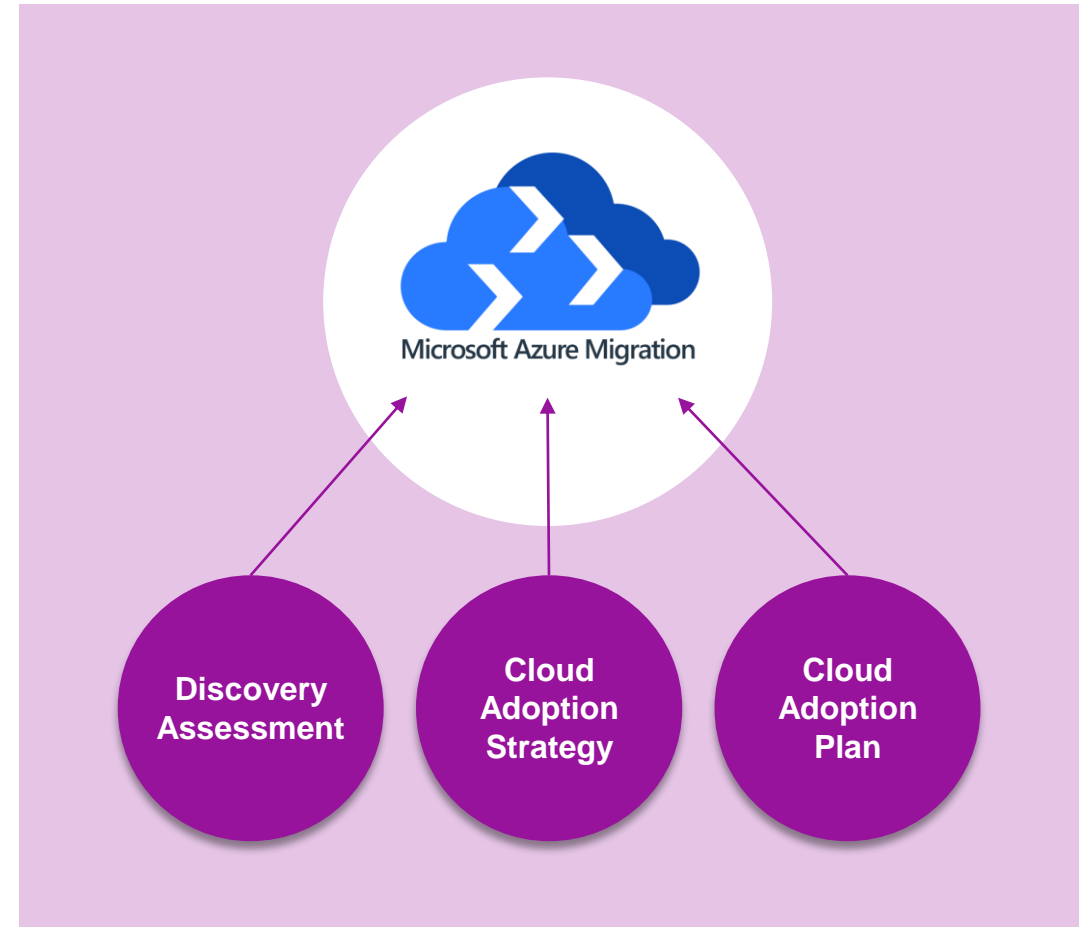 Microsoft Azure Migration
Discovery
Assessment
Cloud
Adoption
Strategy
Cloud
Adoption
Plan